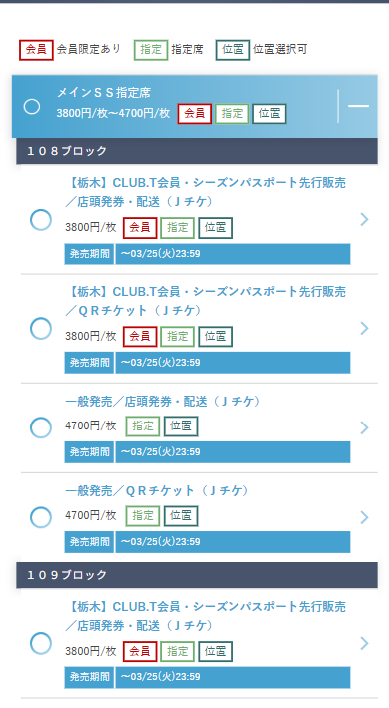 会員 会員限定あり 指定 指定席 位置 位置選択可
メインＳＳ指定席
3800円/枚～4700円/枚 会員 指定 位置
１０８ブロック
【栃木】CLUB.T会員・シーズンパスポート先行販売
／店頭発券・配送（Ｊチケ）
3800円/枚 会員 指定 位置
発売期間 ～03/25(火)23:59
【栃木】CLUB.T会員・シーズンパスポート先行販売
／ＱＲチケット（Ｊチケ）
3800円/枚 会員 指定 位置
発売期間 ～03/25(火)23:59
一般発売／店頭発券・配送（Ｊチケ）
4700円/枚 指定 位置
発売期間 ～03/25(火)23:59
一般発売／ＱＲチケット（Ｊチケ）
4700円/枚 指定 位置
発売期間 ～03/25(火)23:59
１０９ブロック
【栃木】CLUB.T会員・シーズンパスポート先行販売
／店頭発券・配送（Ｊチケ）
3800円/枚 会員 指定 位置
発売期間 ～03/25(火)23:59